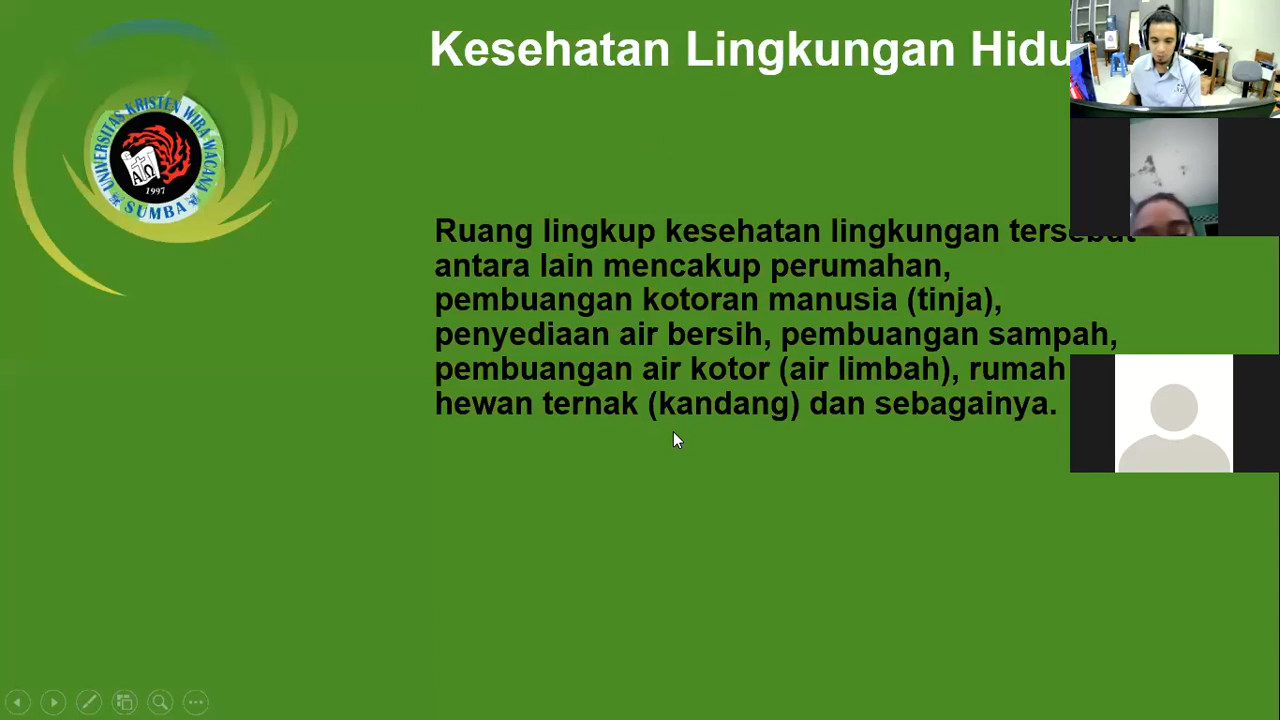 Kesehatan Lingkungan Hidu
UNIVERSITAS KRISTEN WIRA WACANA
A Ω
1997
SUMBA
Ruang lingkup kesehatan lingkungan tersebut
antara lain mencakup perumahan,
pembuangan kotoran manusia (tinja),
penyediaan air bersih, pembuangan sampah,
pembuangan air kotor (air limbah), rumah
hewan ternak (kandang) dan sebagainya.